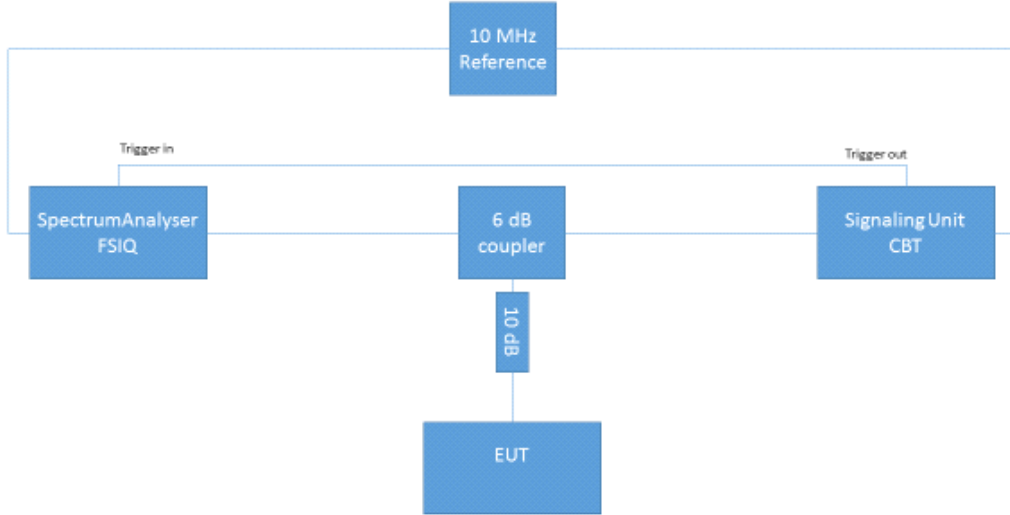 10 MHz
Reference
Trigger in
Trigger out
SpectrumAnalyser
FSIQ
6 dB
coupler
Signaling Unit
CBT
10 dB
EUT